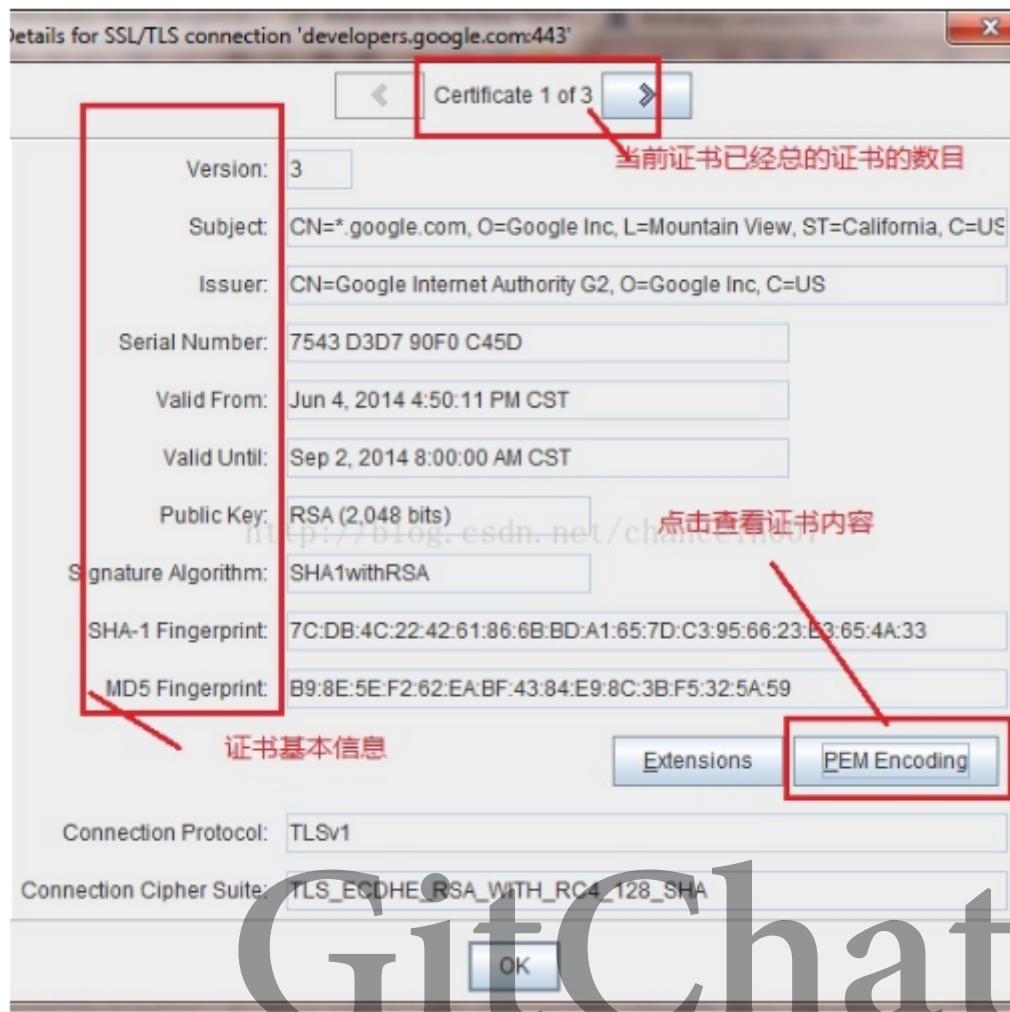 Details for SSL/TLS connection 'developers.google.com:443'
Certificate 1 of 3
当前证书已经总的证书的数目
Version: 3
Subject: CN=*.google.com, O=Google Inc, L=Mountain View, ST=California, C=US
Issuer: CN=Google Internet Authority G2, O=Google Inc, C=US
Serial Number: 7543 D3D7 90F0 C45D
Valid From: Jun 4, 2014 4:50:11 PM CST
Valid Until: Sep 2, 2014 8:00:00 AM CST
Public Key: RSA (2,048 bits)
点击查看证书内容
Signature Algorithm: SHA1withRSA
SHA-1 Fingerprint: 7C:DB:4C:22:42:61:86:6B:BD:A1:65:7D:C3:95:66:23:E3:65:4A:33
MD5 Fingerprint: B9:8E:5E:F2:62:EA:BF:43:84:E9:8C:3B:F5:32:5A:59
证书基本信息
Extensions PEM Encoding
Connection Protocol: TLSv1
Connection Cipher Suite: TLS_ECDHE_RSA_WITH_RC4_128_SHA
GitChat
OK